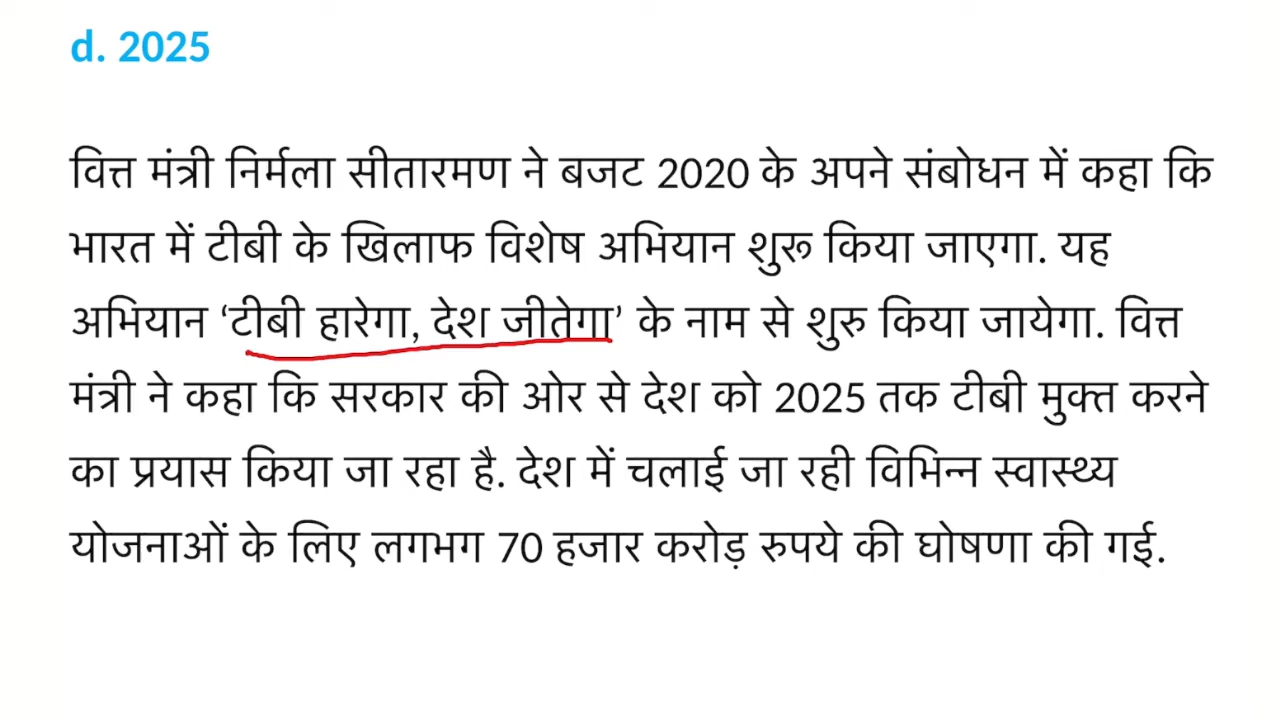 d. 2025
वित्त मंत्री निर्मला सीतारमण ने बजट 2020 के अपने संबोधन में कहा कि
भारत में टीबी के खिलाफ विशेष अभियान शुरू किया जाएगा. यह
अभियान ‘टीबी हारेगा, देश जीतेगा’ के नाम से शुरु किया जायेगा. वित्त
मंत्री ने कहा कि सरकार की ओर से देश को 2025 तक टीबी मुक्त करने
का प्रयास किया जा रहा है. देश में चलाई जा रही विभिन्न स्वास्थ्य
योजनाओं के लिए लगभग 70 हजार करोड़ रुपये की घोषणा की गई.